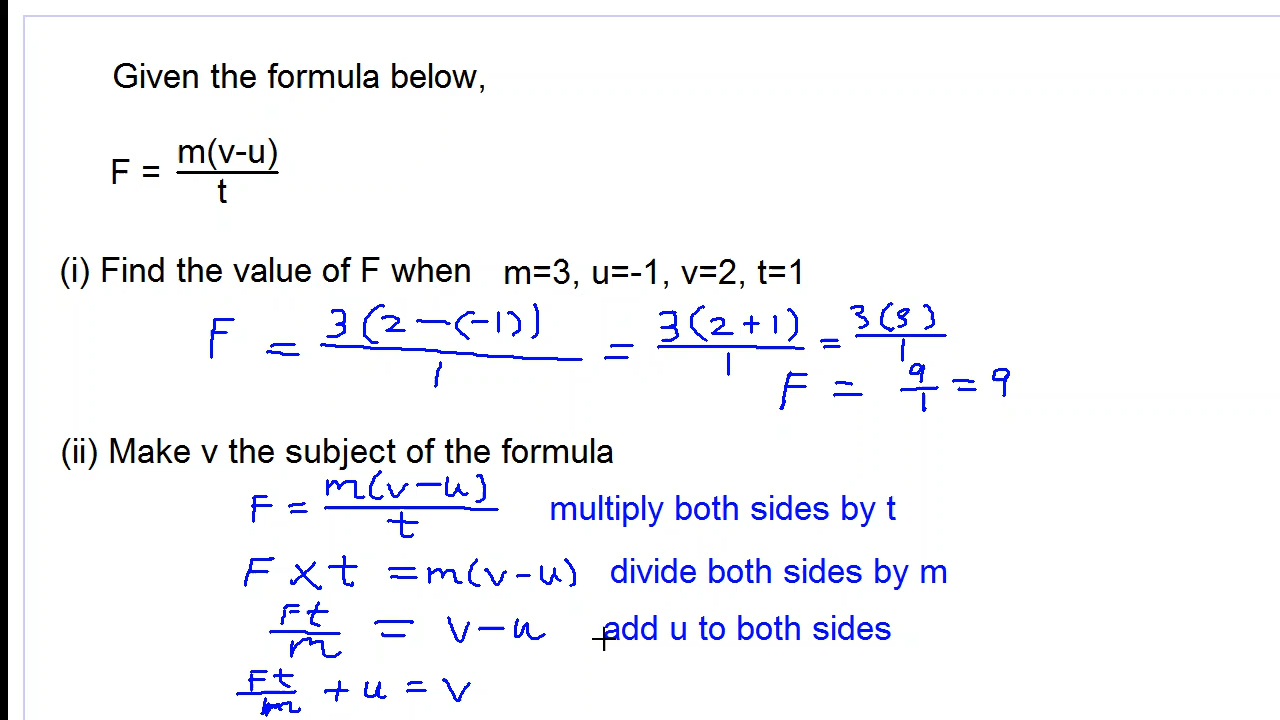 Given the formula below,
F = m(v-u)/t
(i) Find the value of F when m=3, u=-1, v=2, t=1
F = 3(2-(-1))/1 = 3(2+1)/1 = 3(3)/1
F = 9/1 = 9
(ii) Make v the subject of the formula
F = m(v-u)/t multiply both sides by t
F x t = m(v-u) divide both sides by m
Ft/m = v-u add u to both sides
Ft/m + u = v